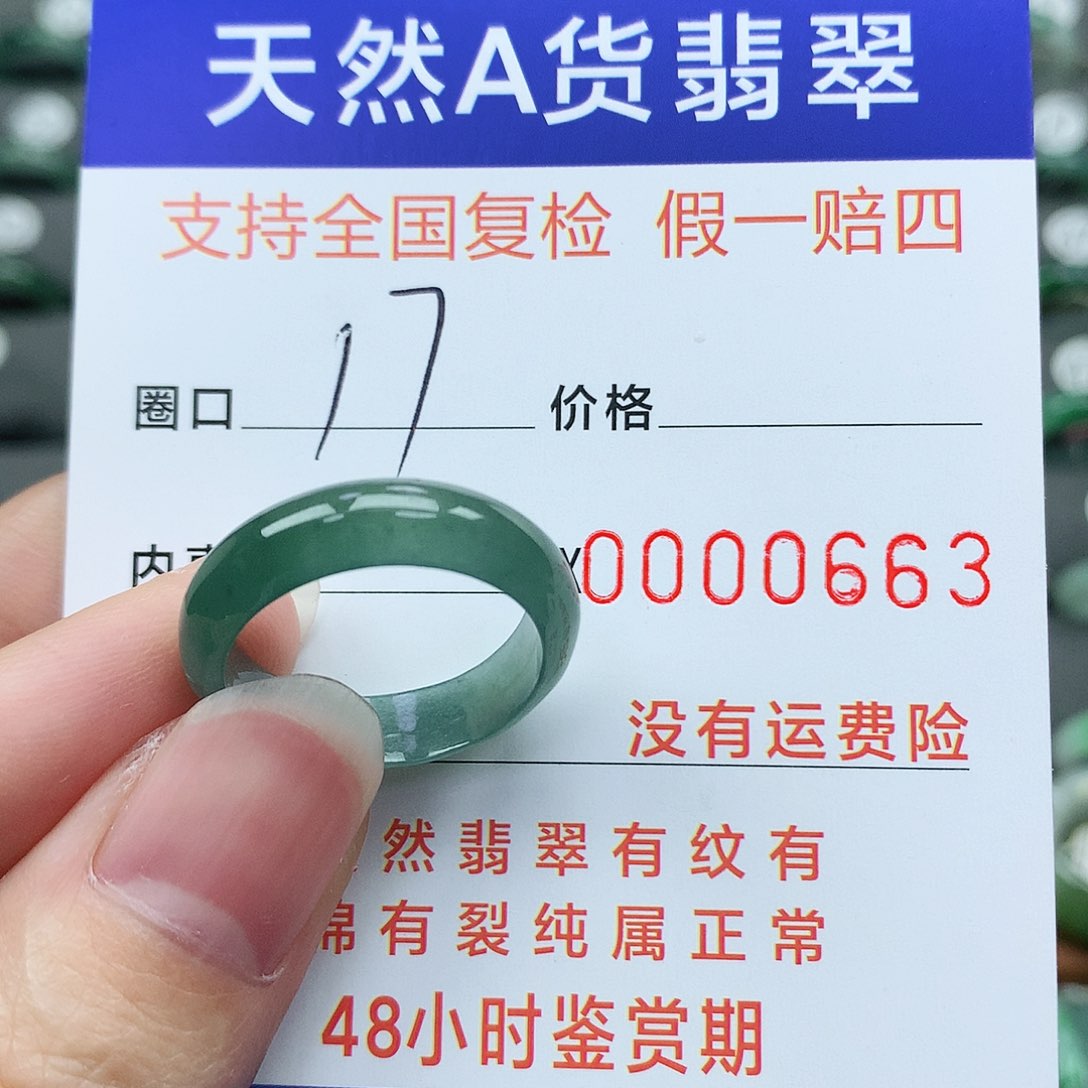 天然A货翡翠
支持全国复检 假一赔四
圈口 17 价格
内 0000663
没有运费险
然翡翠有纹有
棉有裂纯属正常
48小时鉴赏期